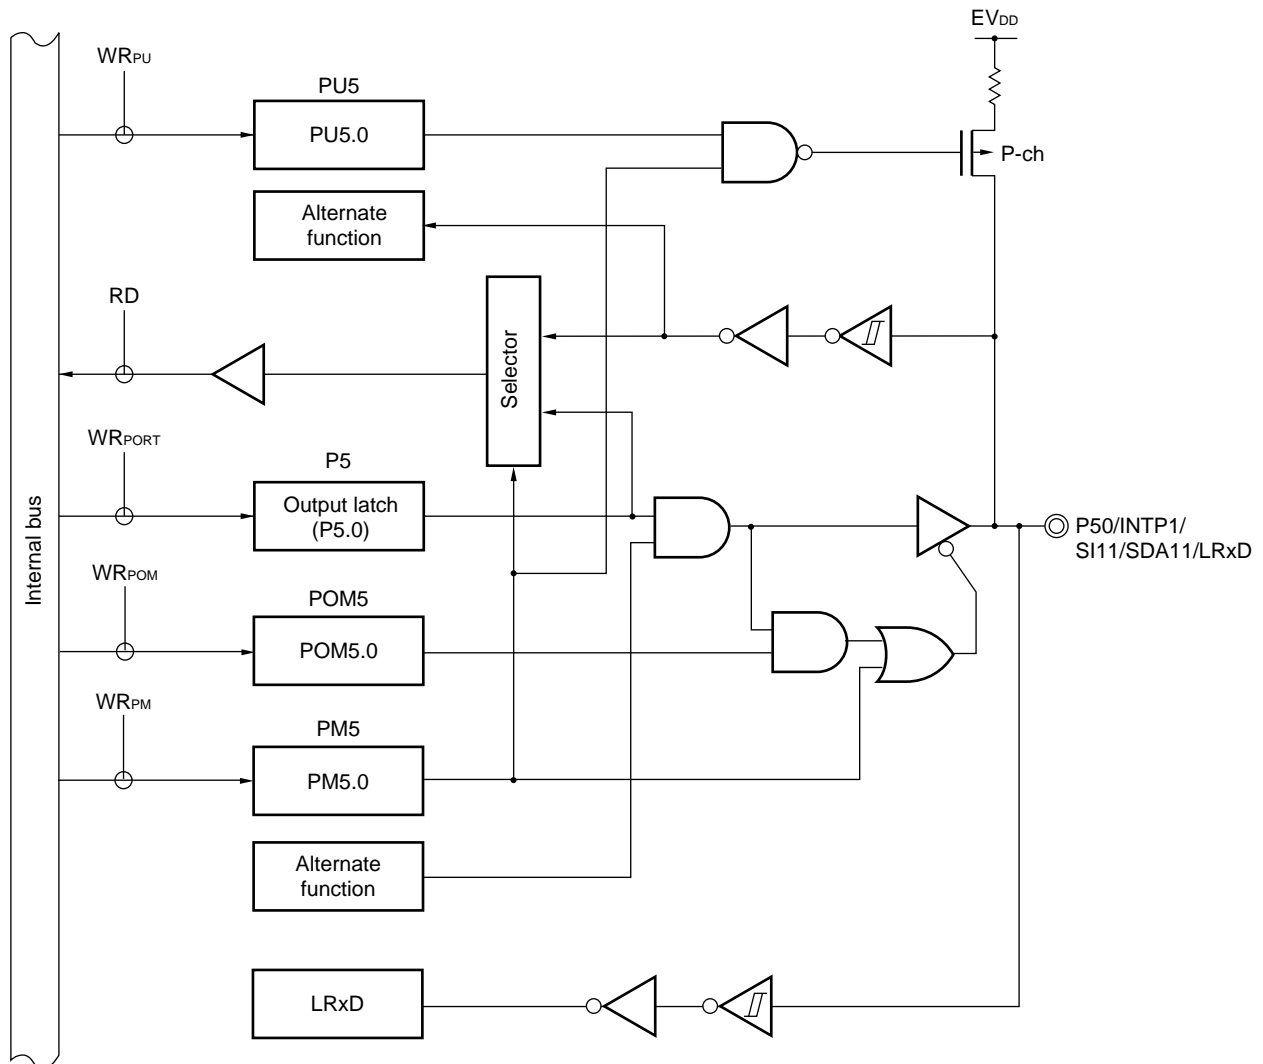 EVDD
WRPU
PU5
PU5.0
P-ch
Alternate
function
RD
Selector
WRPORT
P5
Output latch
(P5.0)
P50/INTP1/
SI11/SDA11/LRxD
Internal bus
WRPOM
POM5
POM5.0
WRPM
PM5
PM5.0
Alternate
function
LRxD